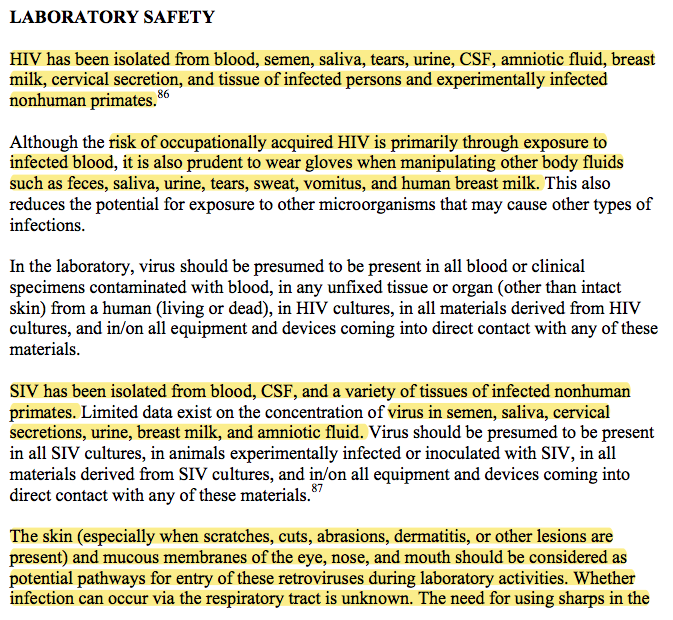 LABORATORY SAFETY
HIV has been isolated from blood, semen, saliva, tears, urine, CSF, amniotic fluid, breast
milk, cervical secretion, and tissue of infected persons and experimentally infected
nonhuman primates.86
Although the risk of occupationally acquired HIV is primarily through exposure to
infected blood, it is also prudent to wear gloves when manipulating other body fluids
such as feces, saliva, urine, tears, sweat, vomitus, and human breast milk. This also
reduces the potential for exposure to other microorganisms that may cause other types of
infections.
In the laboratory, virus should be presumed to be present in all blood or clinical
specimens contaminated with blood, in any unfixed tissue or organ (other than intact
skin) from a human (living or dead), in HIV cultures, in all materials derived from HIV
cultures, and in/on all equipment and devices coming into direct contact with any of these
materials.
SIV has been isolated from blood, CSF, and a variety of tissues of infected nonhuman
primates. Limited data exist on the concentration of virus in semen, saliva, cervical
secretions, urine, breast milk, and amniotic fluid. Virus should be presumed to be present
in all SIV cultures, in animals experimentally infected or inoculated with SIV, in all
materials derived from SIV cultures, and in/on all equipment and devices coming into
direct contact with any of these materials.87
The skin (especially when scratches, cuts, abrasions, dermatitis, or other lesions are
present) and mucous membranes of the eye, nose, and mouth should be considered as
potential pathways for entry of these retroviruses during laboratory activities. Whether
infection can occur via the respiratory tract is unknown. The need for using sharps in the